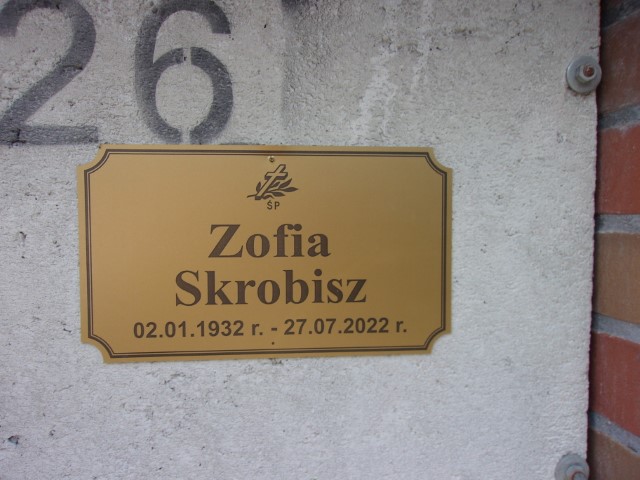 26
ŚP
Zofia
Skrobisz
02.01.1932 r. - 27.07.2022 r.